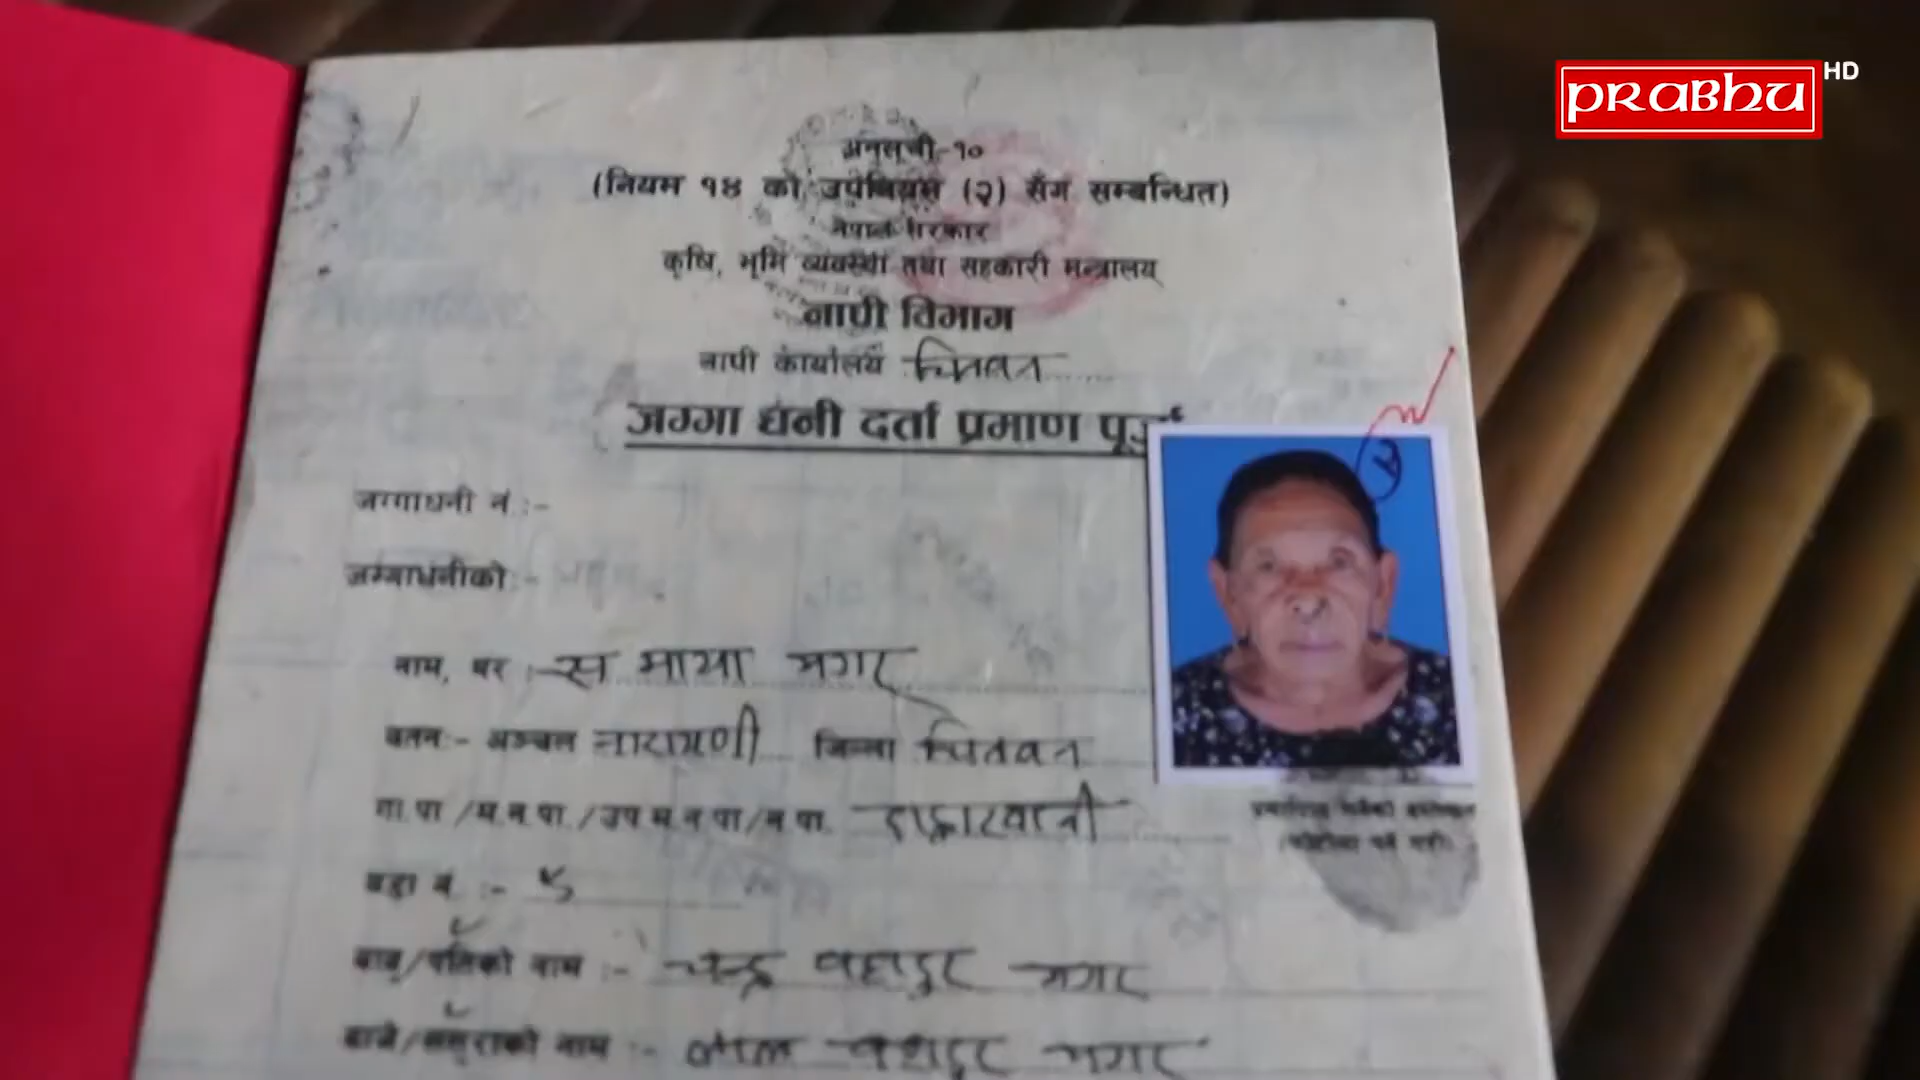 PRABHU HD
अनुसूची-१०
(नियम १४ को उपनियम (२) सँग सम्बन्धित)
नेपाल सरकार
कृषि, भूमि व्यवस्था तथा सहकारी मन्त्रालय
नापी विभाग
नापी कार्यालय चितवन
जग्गा धनी दर्ता प्रमाण
जग्गाधनी नं.:-
जग्गाधनीको:-
नाम, थर :- माया मगर
वतन:- अञ्चल नारायणी जिल्ला चितवन
गा.पा./म.न.पा./उप म.न.पा/न.पा.
वडा नं. :- ५
बाबु/पतिको नाम :- चन्द्र बहादुर मगर
बाजे/ससुराको नाम :- लाल बहादुर मगर